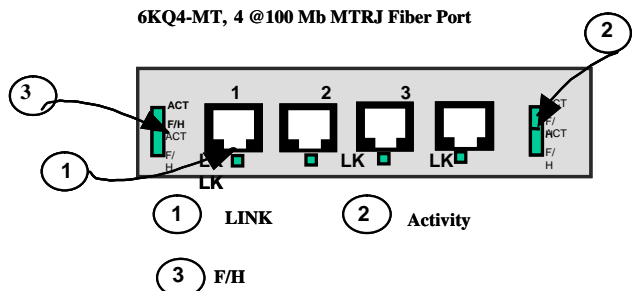 6KQ4-MT, 4 @100 Mb MTRJ Fiber Port
2
3
ACT
F/H
ACT
F/
H
1
2
3
ACT
F/
H
ACT
F/
H
1
LK
LK
LK
LK
1 LINK
2 Activity
3 F/H